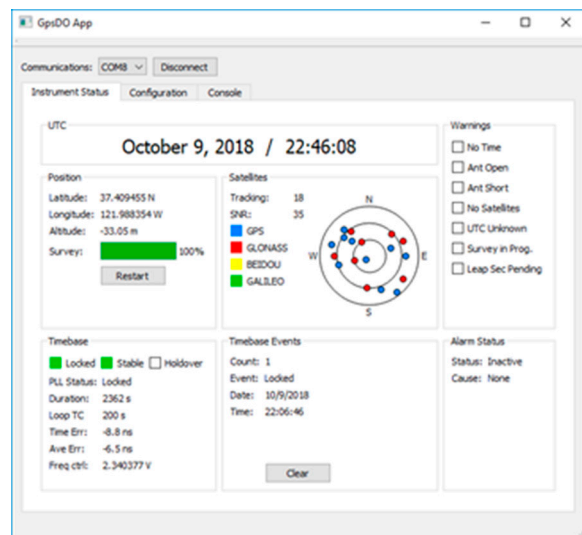 GpsDO App
Communications: COM8 Disconnect
Instrument Status Configuration Console
UTC
October 9, 2018 / 22:46:08
Position
Latitude: 37.409455 N
Longitude: 121.988354 W
Altitude: -33.05 m
Survey: 100%
Restart
Satellites
Tracking: 18
SNR: 35
GPS
GLONASS
BEIDOU
GALILEO
N
W
E
S
Warnings
No Time
Ant Open
Ant Short
No Satellites
UTC Unknown
Survey in Prog.
Leap Sec Pending
Timebase
Locked Stable Holdover
PLL Status: Locked
Duration: 2362 s
Loop TC 200 s
Time Err: -8.8 ns
Ave Err: -6.5 ns
Freq ctrl: 2.340377 V
Timebase Events
Count: 1
Event: Locked
Date: 10/9/2018
Time: 22:06:46
Clear
Alarm Status
Status: Inactive
Cause: None